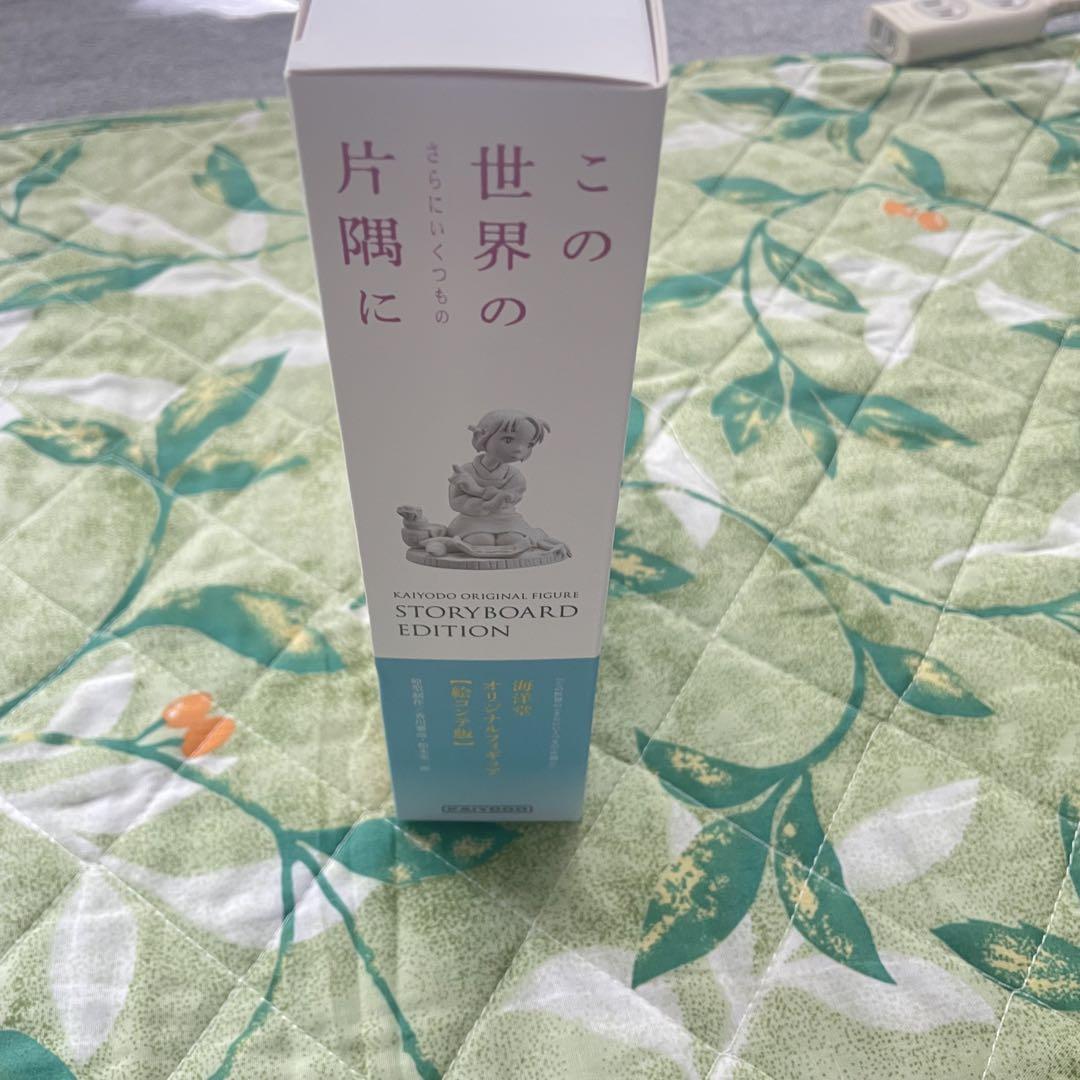 この
世界の
さらにいくつもの
片隅に
KAIYODO ORIGINAL FIGURE
STORYBOARD
EDITION
海洋堂
オリジナルフィギュア
【絵コンテ版】
KAIYODO